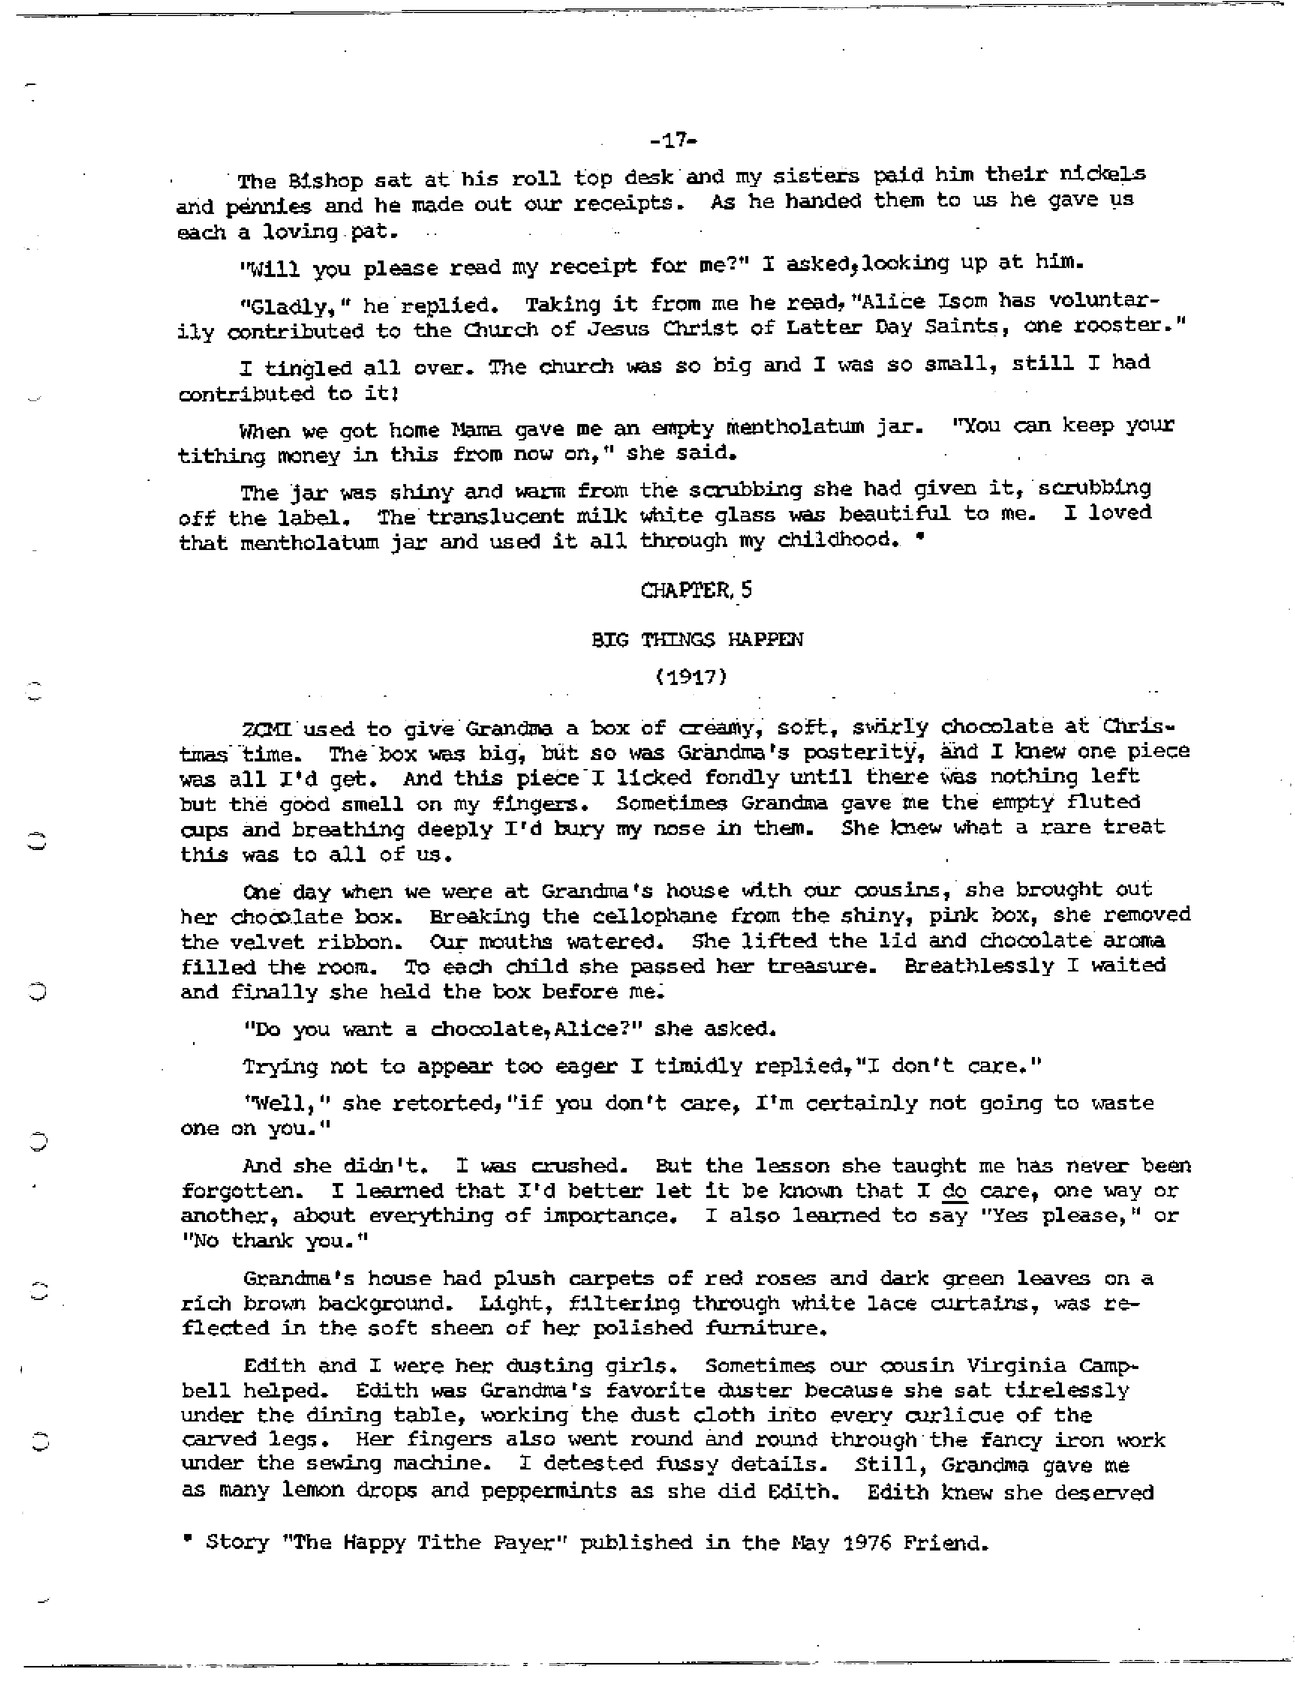 -17-
The Bishop sat at his roll top desk and my sisters paid him their nickels
and pennies and he made out our receipts. As he handed them to us he gave us
each a loving pat.
"Will you please read my receipt for me?" I asked,looking up at him.
"Gladly," he replied. Taking it from me he read,"Alice Isom has voluntar-
ily contributed to the Church of Jesus Christ of Latter Day Saints, one rooster."
I tingled all over. The church was so big and I was so small, still I had
contributed to it!
When we got home Mama gave me an empty mentholatum jar. "You can keep your
tithing money in this from now on," she said.
The jar was shiny and warm from the scrubbing she had given it, scrubbing
off the label. The translucent milk white glass was beautiful to me. I loved
that mentholatum jar and used it all through my childhood. *
CHAPTER 5
BIG THINGS HAPPEN
(1917)
ZCMI used to give Grandma a box of creamy, soft, swirly chocolate at Chris-
tmas time. The box was big, but so was Grandma's posterity, and I knew one piece
was all I'd get. And this piece I licked fondly until there was nothing left
but the good smell on my fingers. Sometimes Grandma gave me the empty fluted
cups and breathing deeply I'd bury my nose in them. She knew what a rare treat
this was to all of us.
One day when we were at Grandma's house with our cousins, she brought out
her chocolate box. Breaking the cellophane from the shiny, pink box, she removed
the velvet ribbon. Our mouths watered. She lifted the lid and chocolate aroma
filled the room. To each child she passed her treasure. Breathlessly I waited
and finally she held the box before me.
"Do you want a chocolate,Alice?" she asked.
Trying not to appear too eager I timidly replied,"I don't care."
"Well," she retorted,"if you don't care, I'm certainly not going to waste
one on you."
And she didn't. I was crushed. But the lesson she taught me has never been
forgotten. I learned that I'd better let it be known that I do care, one way or
another, about everything of importance. I also learned to say "Yes please," or
"No thank you."
Grandma's house had plush carpets of red roses and dark green leaves on a
rich brown background. Light, filtering through white lace curtains, was re-
flected in the soft sheen of her polished furniture.
Edith and I were her dusting girls. Sometimes our cousin Virginia Camp-
bell helped. Edith was Grandma's favorite duster because she sat tirelessly
under the dining table, working the dust cloth into every curlicue of the
carved legs. Her fingers also went round and round through the fancy iron work
under the sewing machine. I detested fussy details. Still, Grandma gave me
as many lemon drops and peppermints as she did Edith. Edith knew she deserved
* Story "The Happy Tithe Payer" published in the May 1976 Friend.